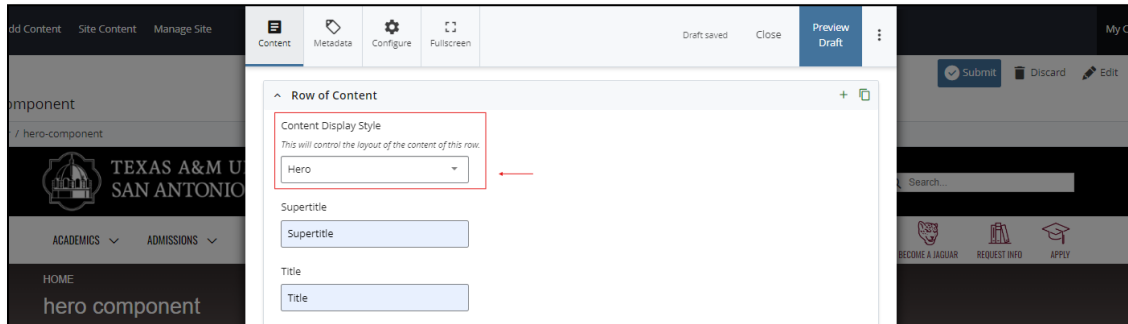 dd Content Site Content Manage Site
Content Metadata Configure Fullscreen
Draft saved Close Preview Draft
My C
Submit Discard Edit
omponent
/ hero-component
Row of Content
Content Display Style
This will control the layout of the content of this row.
Hero
Supertitle
Supertitle
Title
Title
TEXAS A&M U
SAN ANTONIO
Search...
ACADEMICS ADMISSIONS
BECOME A JAGUAR REQUEST INFO APPLY
HOME
hero component